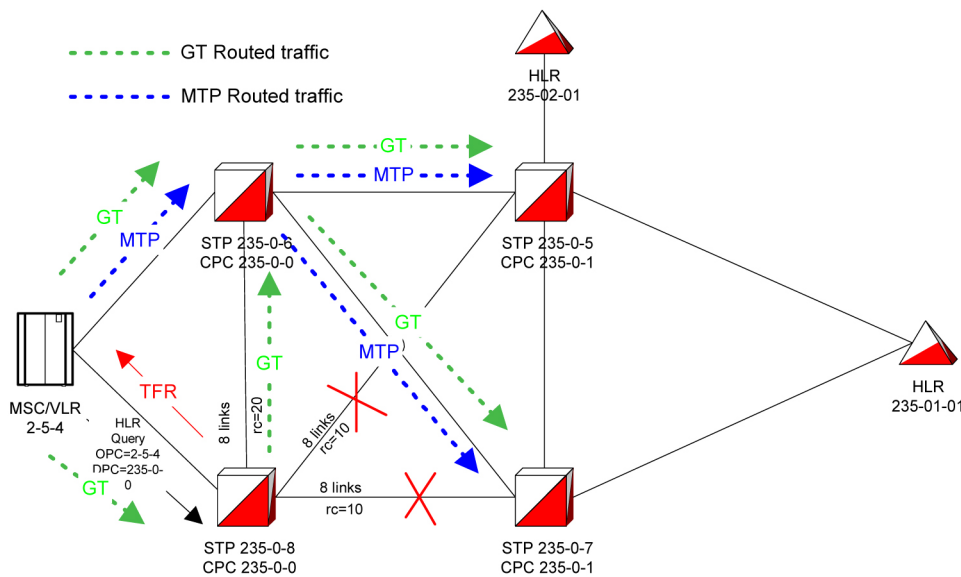 GT Routed traffic
MTP Routed traffic
HLR
235-02-01
GT
MTP
GT
MTP
STP 235-0-6
CPC 235-0-0
STP 235-0-5
CPC 235-0-1
GT
MTP
GT
TFR
MSC/VLR
2-5-4
HLR
Query
OPC=2-5-4
DPC=235-0-
0
GT
8 links
rc=20
8 links
rc=10
8 links
rc=10
HLR
235-01-01
STP 235-0-8
CPC 235-0-0
STP 235-0-7
CPC 235-0-1